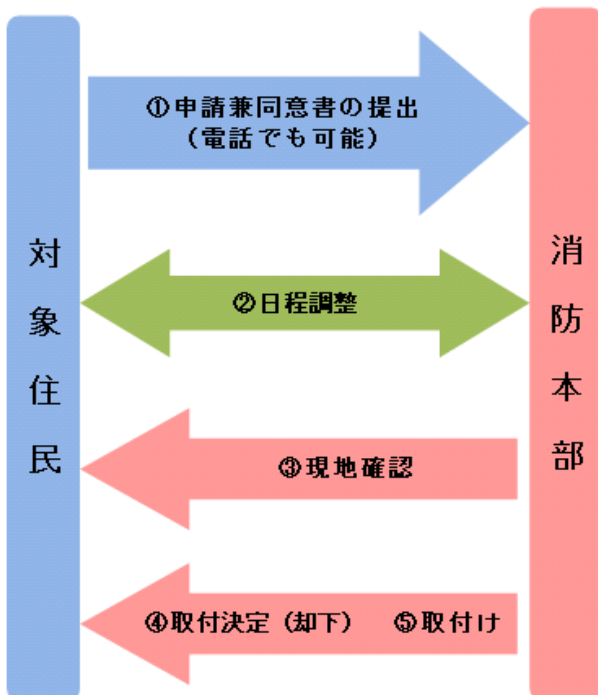 対象住民
①申請兼同意書の提出
（電話でも可能）
②日程調整
③現地確認
④取付決定（却下）　⑤取付け
消防本部